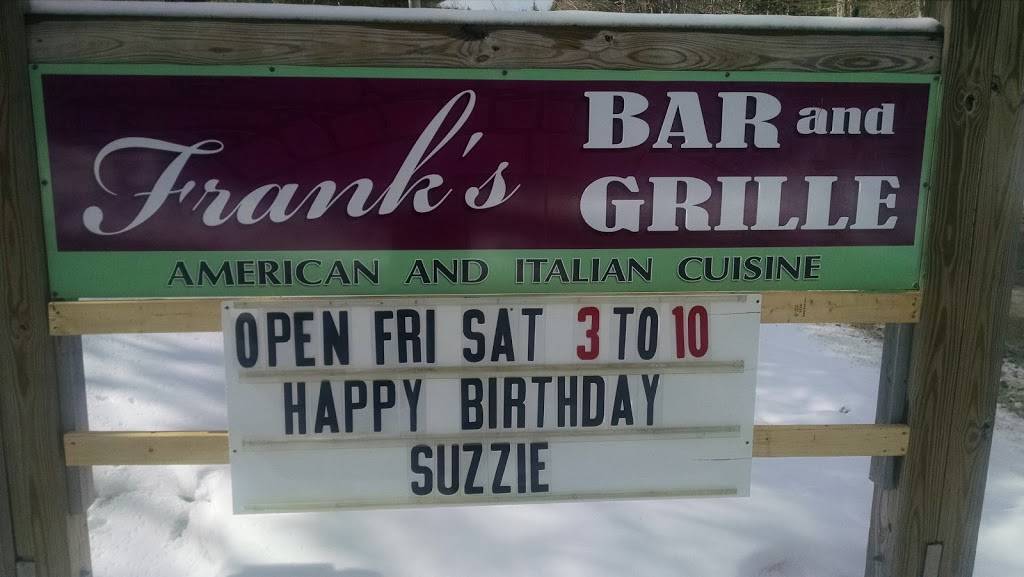 Frank's
BAR and
GRILLE
AMERICAN AND ITALIAN CUISINE
OPEN FRI SAT 3 TO 10
HAPPY BIRTHDAY
SUZZIE